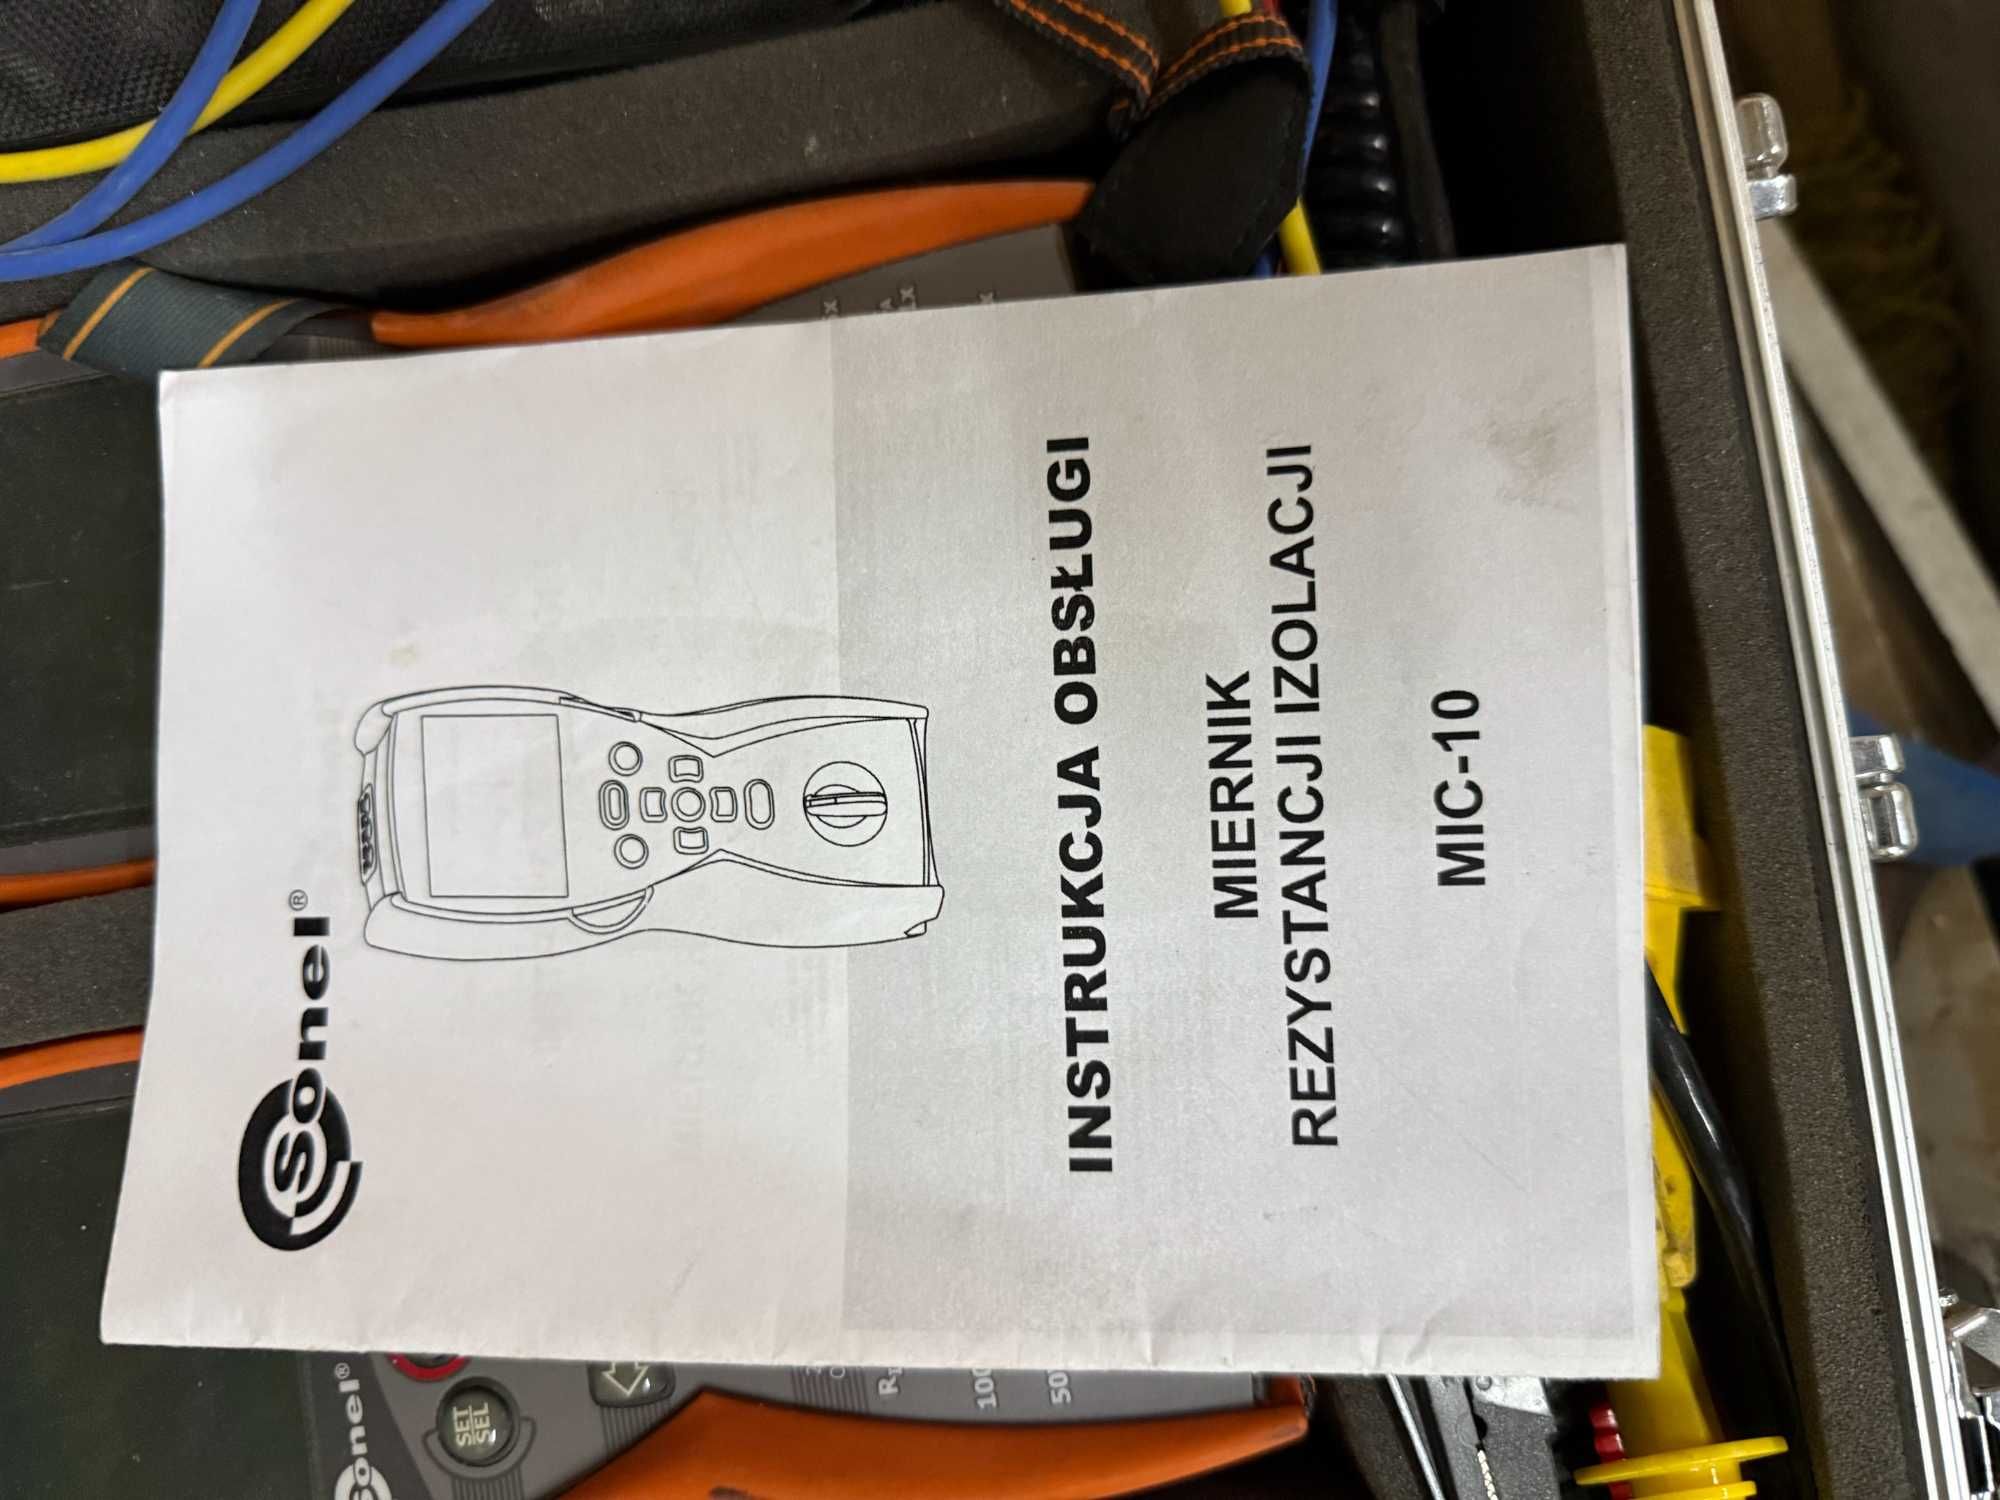 Sonel®
INSTRUKCJA OBSŁUGI
MIERNIK
REZYSTANCJI IZOLACJI
MIC-10
Sonel®
SET
SEL